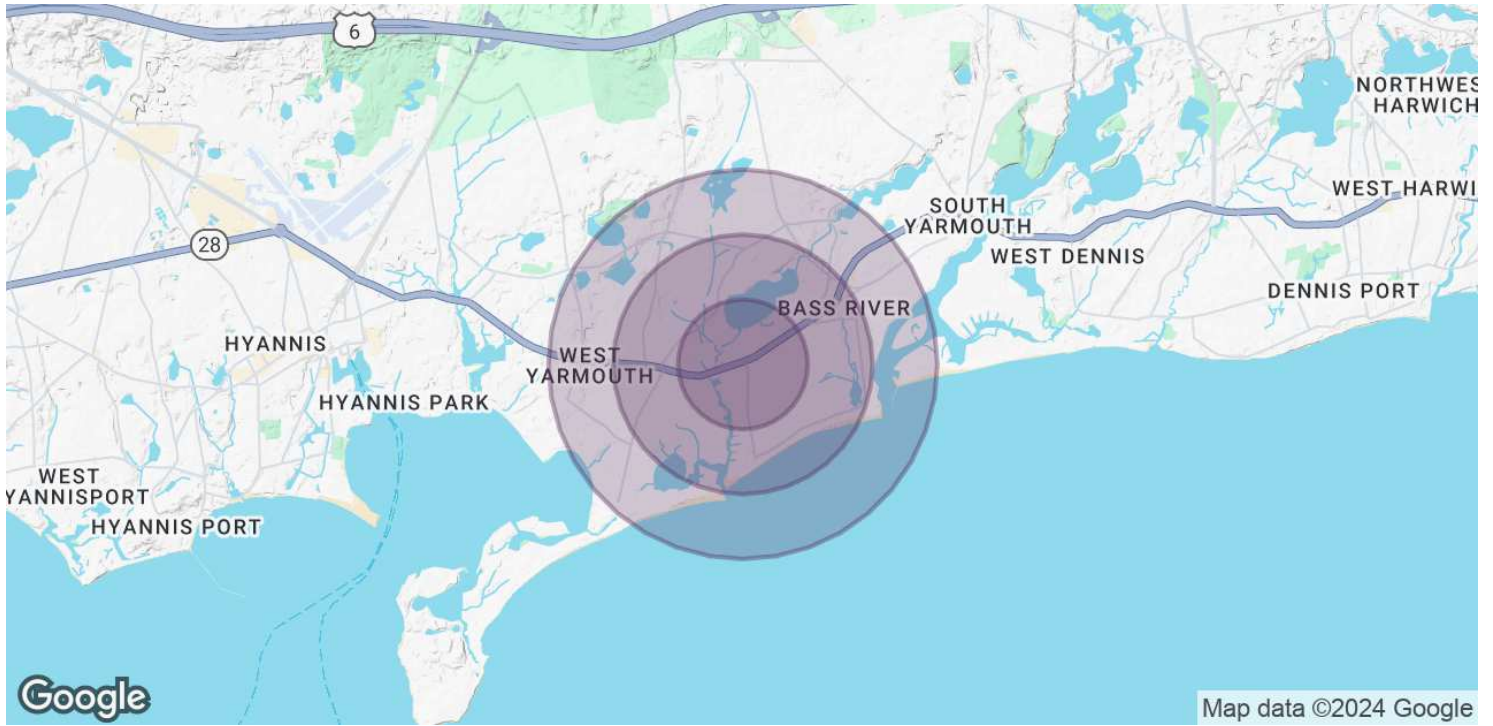 6
NORTHWES
HARWICH
WEST HARWI
SOUTH
YARMOUTH
28
WEST DENNIS
DENNIS PORT
BASS RIVER
HYANNIS
WEST
YARMOUTH
HYANNIS PARK
WEST
YANNISPORT
HYANNIS PORT
Google
Map data ©2024 Google